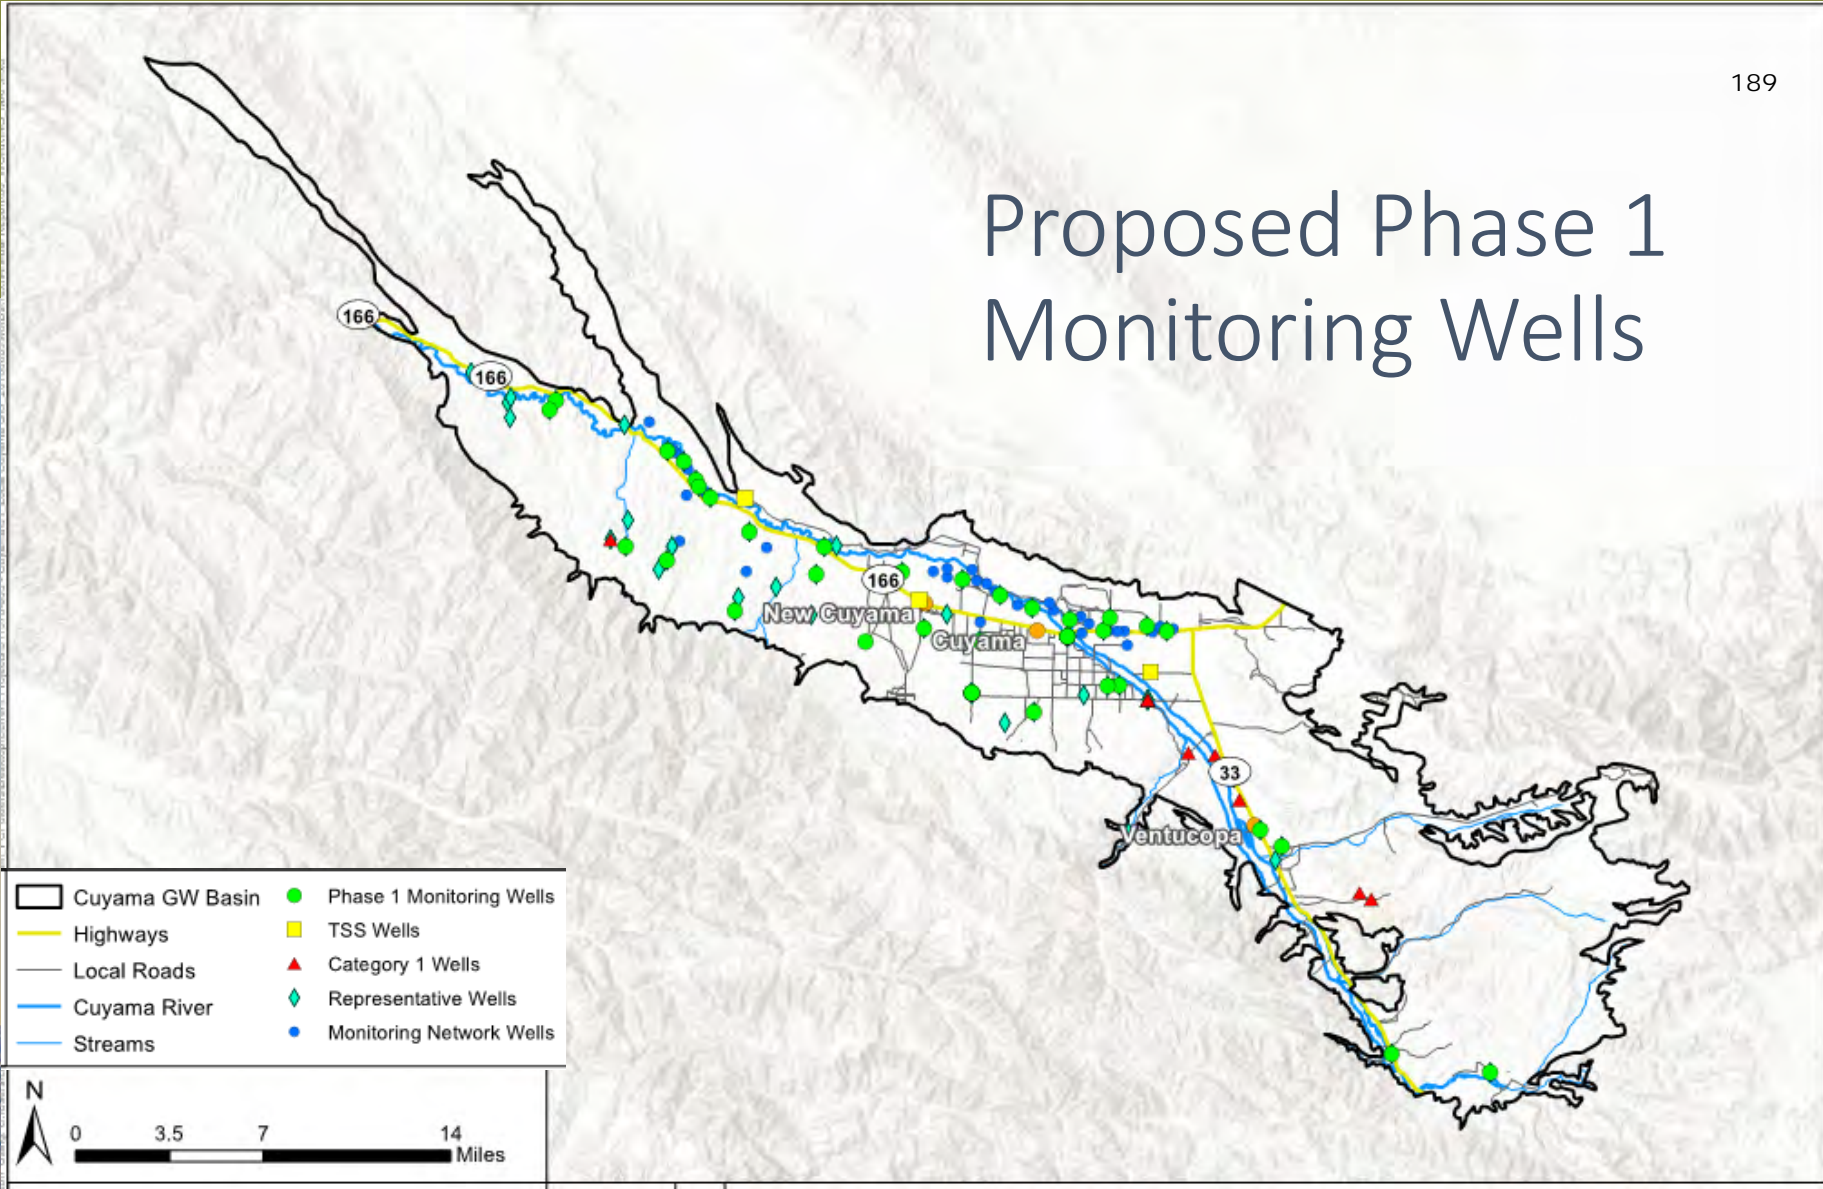 189
Proposed Phase 1
Monitoring Wells
166
166
166
New Cuyama
Cuyama
33
Ventucopa
Cuyama GW Basin
Highways
Local Roads
Cuyama River
Streams
Phase 1 Monitoring Wells
TSS Wells
Category 1 Wells
Representative Wells
Monitoring Network Wells
N
0 3.5 7 14
Miles